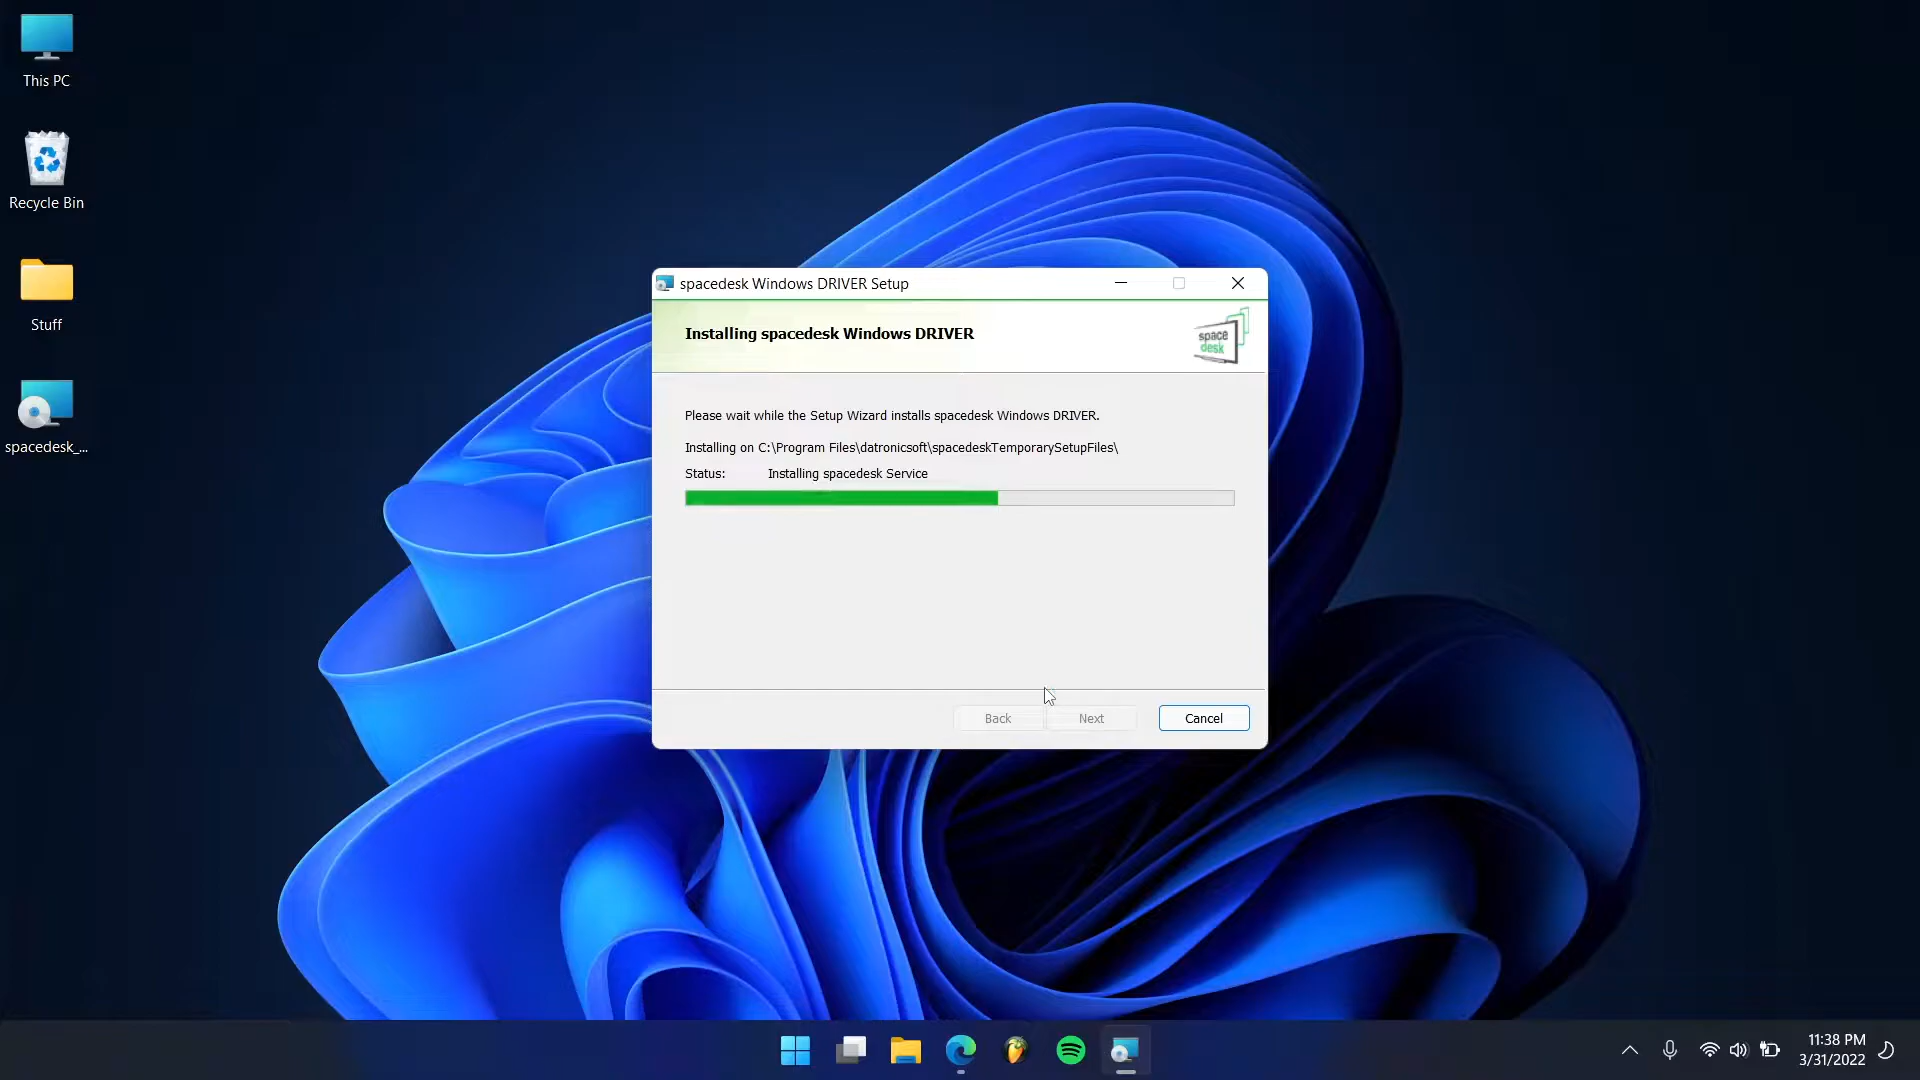 This PC
Recycle Bin
Stuff
spacedesk_...
spacedesk Windows DRIVER Setup
Installing spacedesk Windows DRIVER
space
desk
Please wait while the Setup Wizard installs spacedesk Windows DRIVER.
Installing on C:\Program Files\datronicsoft\spacedeskTemporarySetupFiles\
Status: Installing spacedesk Service
Back Next Cancel
11:38 PM
3/31/2022